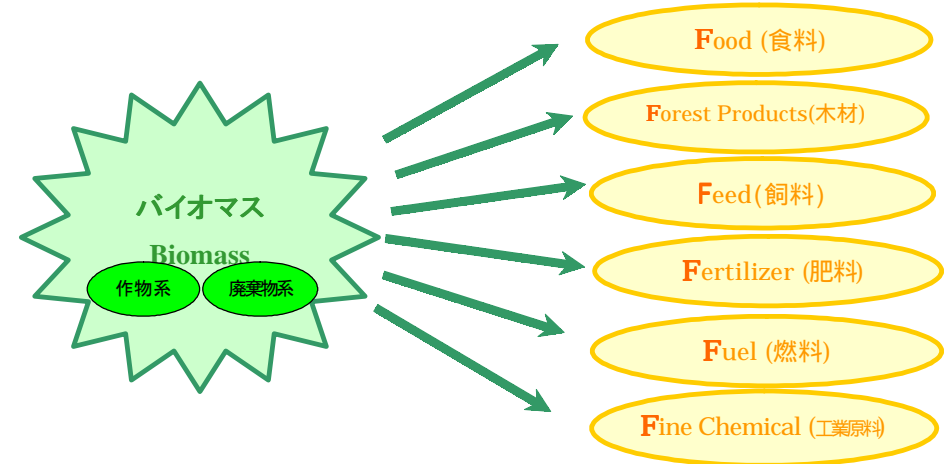 バイオマス
Biomass
作物系
廃棄物系
Food (食料)
Forest Products(木材)
Feed(飼料)
Fertilizer (肥料)
Fuel (燃料)
Fine Chemical (工業原料)